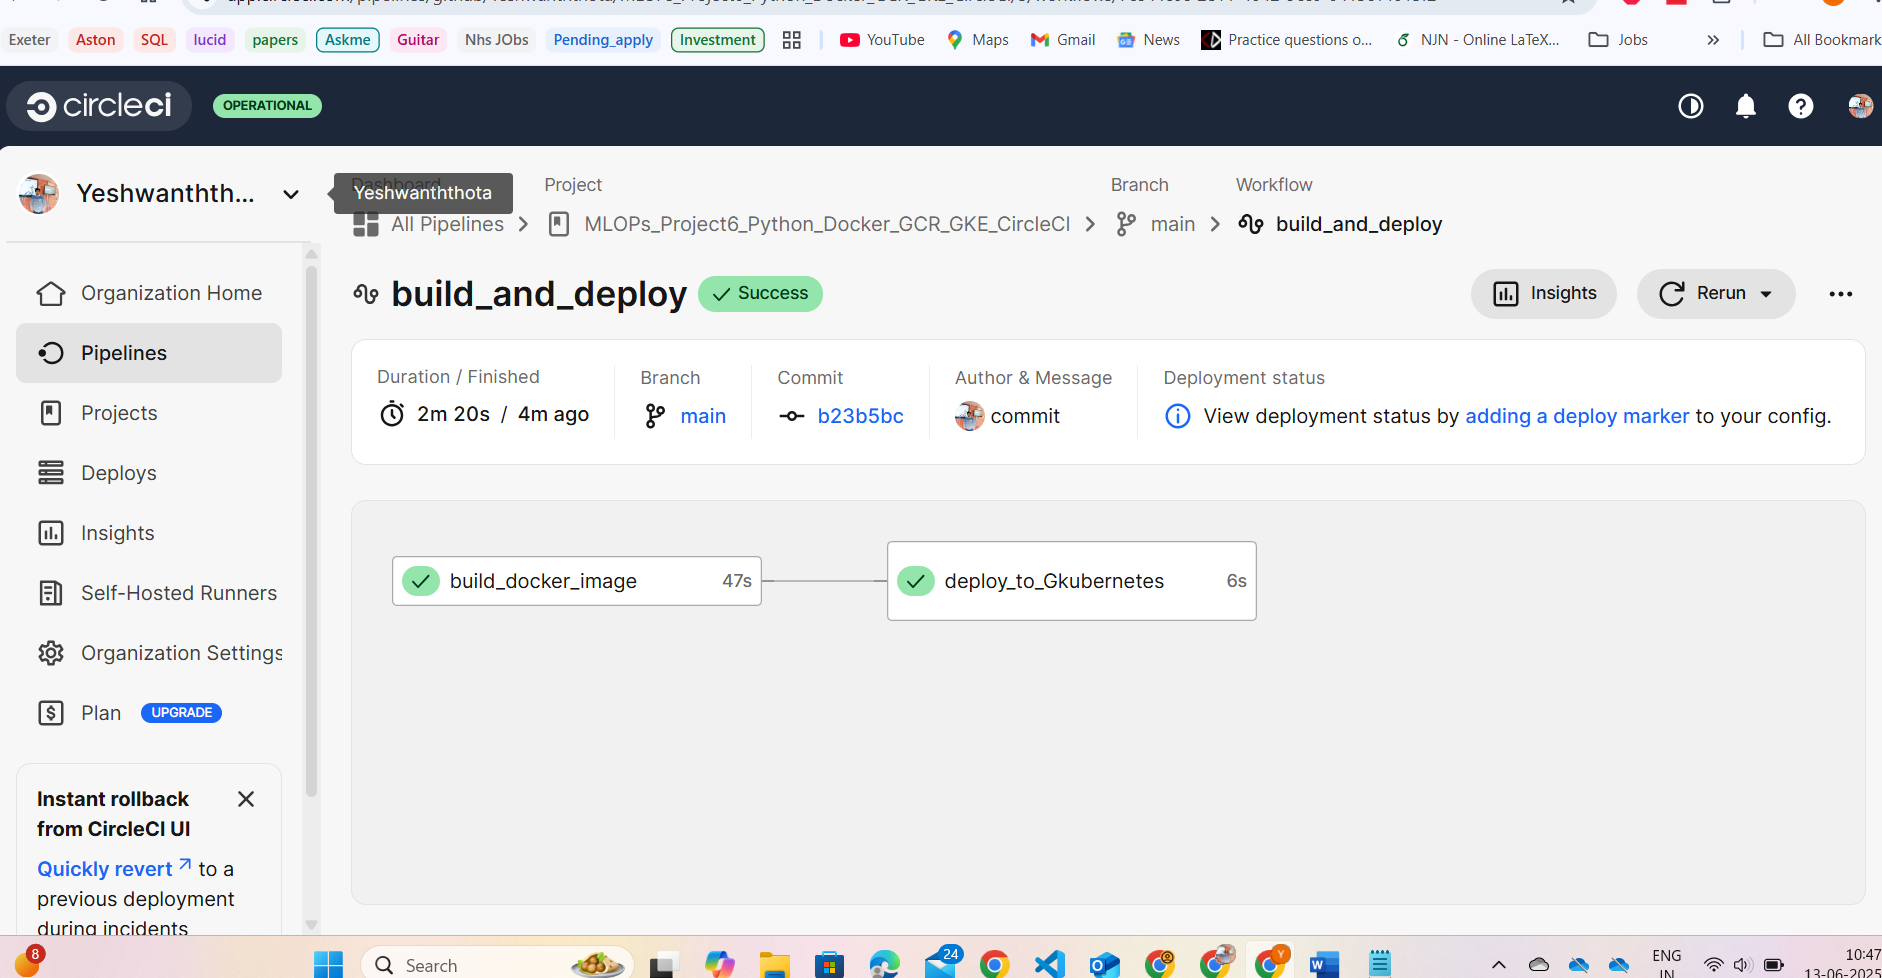 Exeter Aston SQL lucid papers Askme Guitar Nhs JObs Pending_apply Investment YouTube Maps Gmail News Practice questions o... NJN - Online LaTeX... Jobs » All Bookmark
circleci OPERATIONAL
Yeshwanthth...
Yeshwanththota
Project Branch Workflow
All Pipelines MLOPs_Project6_Python_Docker_GCR_GKE_CircleCI main build_and_deploy
build_and_deploy Success Insights Rerun
Organization Home
Pipelines
Projects
Deploys
Insights
Self-Hosted Runners
Organization Settings
Plan UPGRADE
Duration / Finished Branch Commit Author & Message Deployment status
2m 20s / 4m ago main b23b5bc commit View deployment status by adding a deploy marker to your config.
build_docker_image 47s deploy_to_Gkubernetes 6s
Instant rollback
from CircleCI UI
Quickly revert to a
previous deployment
during incidents
8 Search 24 ENG 10:47
IN 13-06-2025